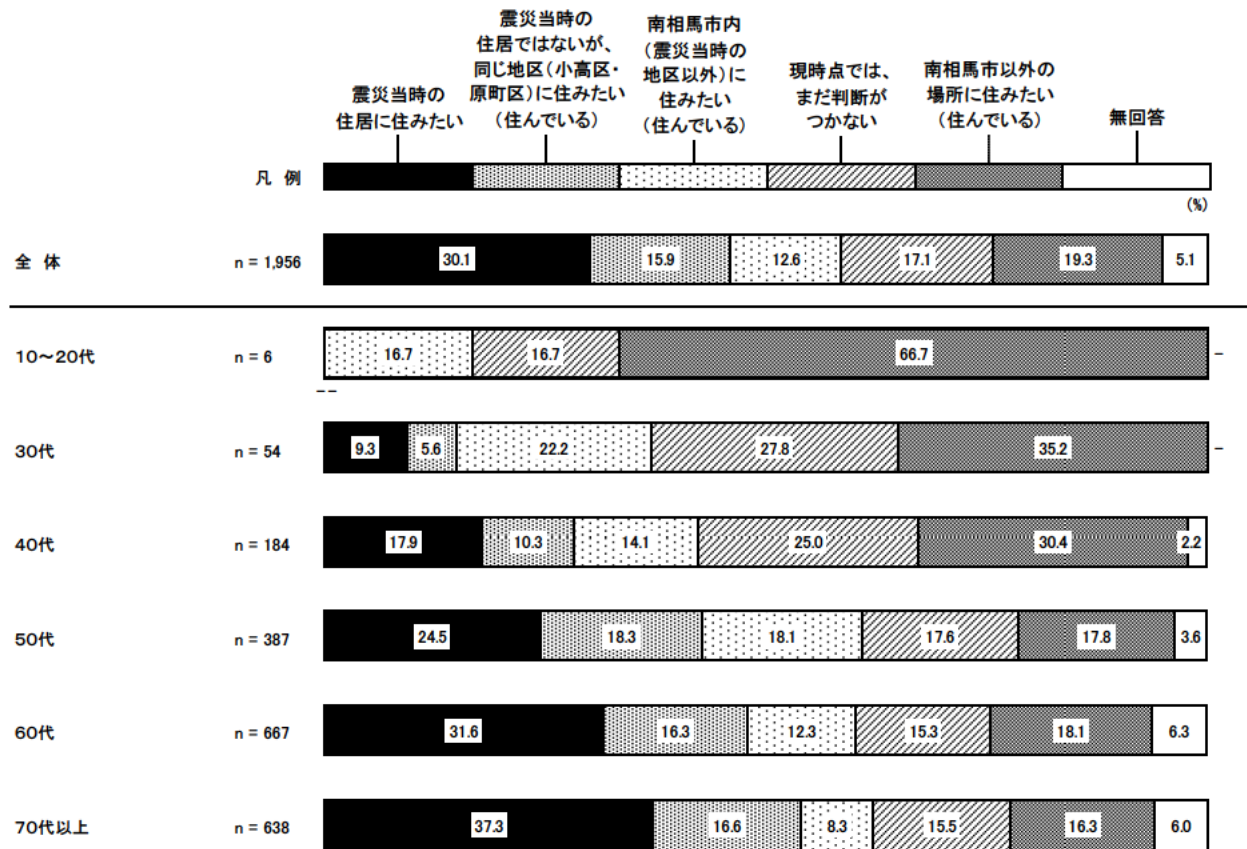 震災当時の
住居に住みたい
震災当時の
住居ではないが、
同じ地区(小高区・
原町区)に住みたい
(住んでいる)
南相馬市内
(震災当時の
地区以外)に
住みたい
(住んでいる)
現時点では、
まだ判断が
つかない
南相馬市以外の
場所に住みたい
(住んでいる)
無回答
凡 例
(%)
全 体 n = 1,956 30.1 15.9 12.6 17.1 19.3 5.1
10～20代 n = 6 16.7 16.7 66.7 -
--
30代 n = 54 9.3 5.6 22.2 27.8 35.2 -
40代 n = 184 17.9 10.3 14.1 25.0 30.4 2.2
50代 n = 387 24.5 18.3 18.1 17.6 17.8 3.6
60代 n = 667 31.6 16.3 12.3 15.3 18.1 6.3
70代以上 n = 638 37.3 16.6 8.3 15.5 16.3 6.0